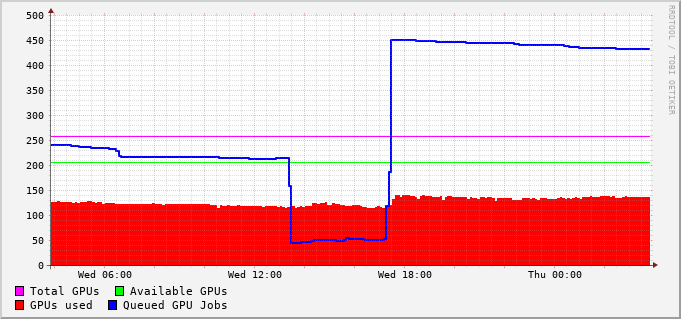 500
450
400
350
300
250
200
150
100
50
0
Wed 06:00 Wed 12:00 Wed 18:00 Thu 00:00
Total GPUs Available GPUs
GPUs used Queued GPU Jobs
RRDTOOL / TOBI OETIKER